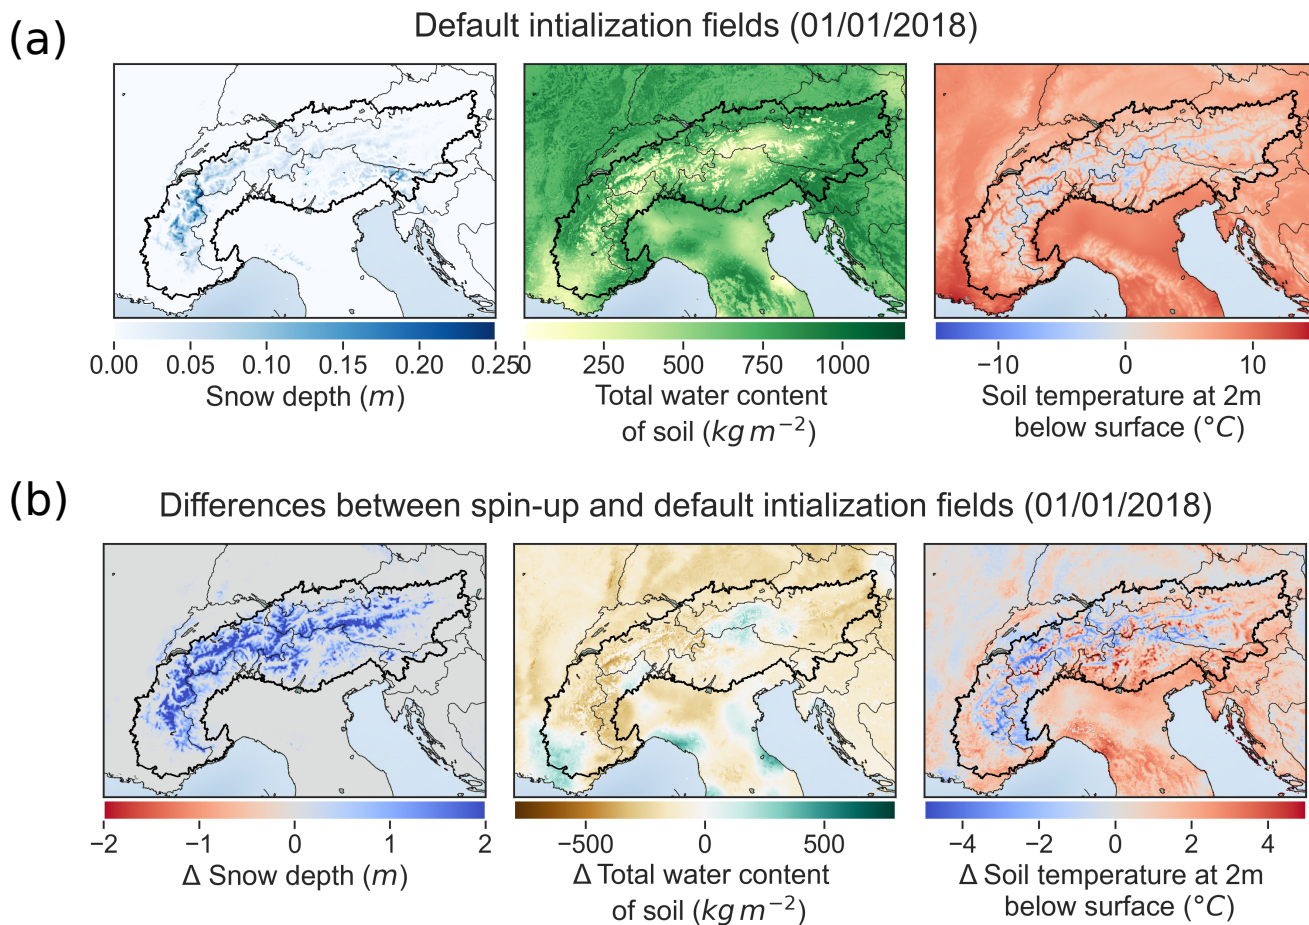 (a)
Default intialization fields (01/01/2018)
0.00 0.05 0.10 0.15 0.20 0.25
Snow depth (m)
0 250 500 750 1000
Total water content
of soil (kg m⁻²)
−10 0 10
Soil temperature at 2m
below surface (°C)
(b)
Differences between spin-up and default intialization fields (01/01/2018)
−2 −1 0 1 2
Δ Snow depth (m)
−500 0 500
Δ Total water content
of soil (kg m⁻²)
−4 −2 0 2 4
Δ Soil temperature at 2m
below surface (°C)